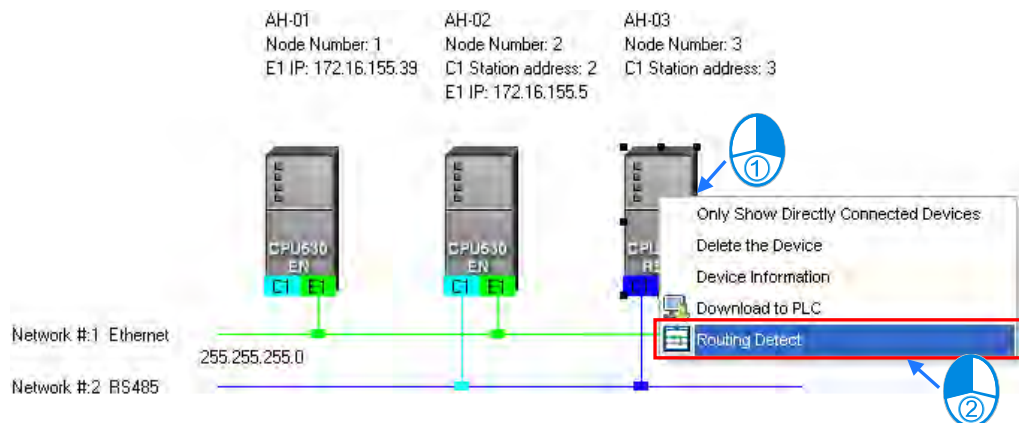 AH-01
Node Number: 1
E1 IP: 172.16.155.39
AH-02
Node Number: 2
C1 Station address: 2
E1 IP: 172.16.155.5
AH-03
Node Number: 3
C1 Station address: 3
CPU530
EN
C1 E1
CPU530
EN
C1 E1
①
Only Show Directly Connected Devices
Delete the Device
Device Information
Download to PLC
Routing Detect
②
Network #:1 Ethernet
255.255.255.0
Network #:2 RS485